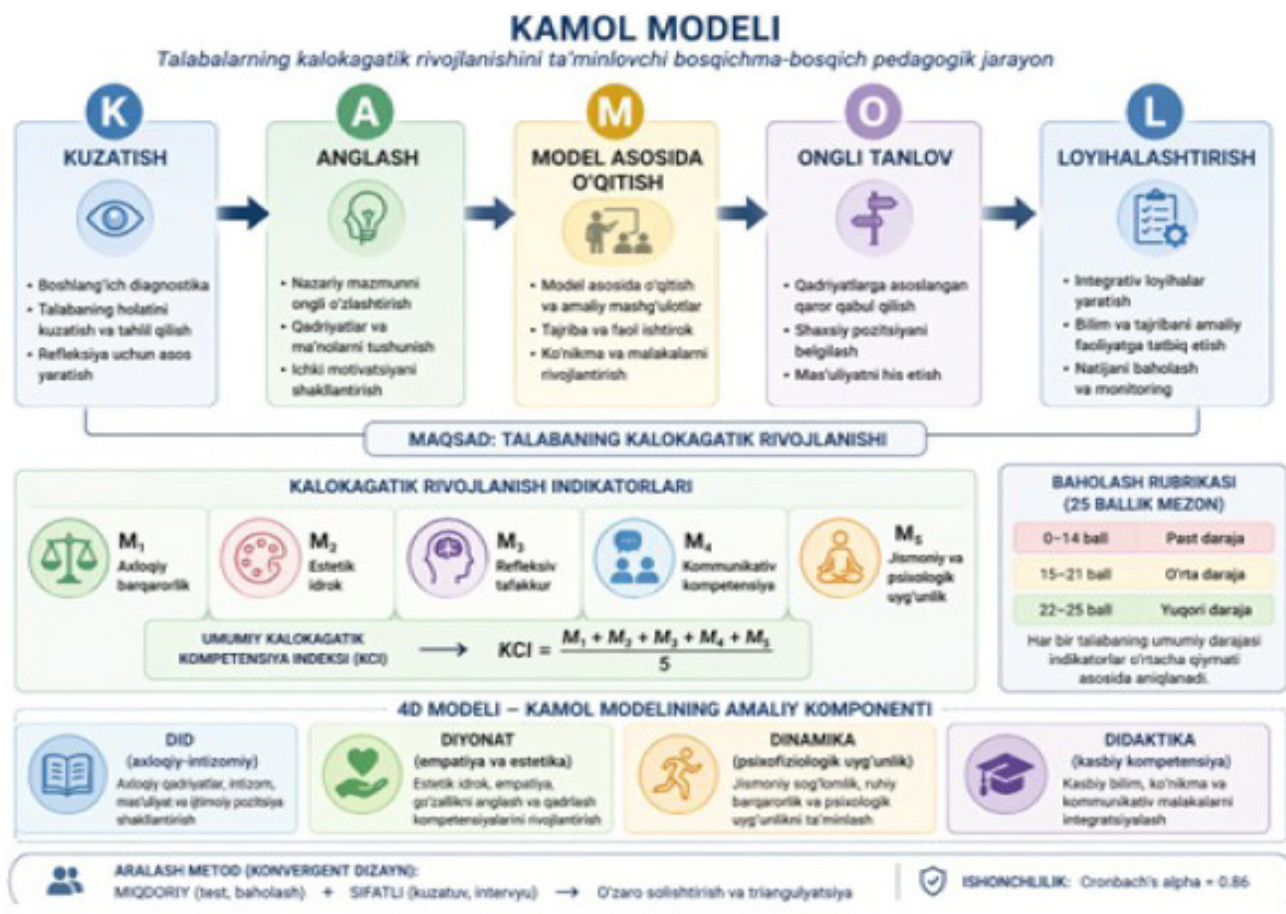 KAMOL MODELI
Talabalarning kalokagatik rivojlanishini ta'minlovchi bosqichma-bosqich pedagogik jarayon
K
KUZATISH
• Boshlang'ich diagnostika
• Talabaning holatini
kuzatish va tahlil qilish
• Refleksiya uchun asos
yaratish
A
ANGLASH
• Nazariy mazmunni
ongli o'zlashtirish
• Qadriyatlar va
ma'nolarni tushunish
• Ichki motivatsiyani
shakllantirish
M
MODEL ASOSIDA
O'QITISH
• Model asosida o'qitish
va amaliy mashg'ulotlar
• Tajriba va faol ishtirok
• Ko'nikma va malakalarni
rivojlantirish
O
ONGLI TANLOV
• Qadriyatlarga asoslangan
qaror qabul qilish
• Shaxsiy pozitsiyani
belgilash
• Mas'uliyatni his etish
L
LOYIHALASHTIRISH
• Integrativ loyihalar
yaratish
• Bilim va tajribani amaliy
faoliyatga tatbiq etish
• Natijani baholash
va monitoring
MAQSAD: TALABANING KALOKAGATIK RIVOJLANISHI
KALOKAGATIK RIVOJLANISH INDIKATORLARI
M₁
Axloqiy
barqarorlik
M₂
Estetik
idrok
M₃
Refleksiv
tafakkur
M₄
Kommunikativ
kompetensiya
M₅
Jismoniy va
psixologik
uyg'unlik
UMUMIY KALOKAGATIK
KOMPETENSIYA INDEKSI (KCI)
KCI = (M₁ + M₂ + M₃ + M₄ + M₅) / 5
BAHOLASH RUBRIKASI
(25 BALLIK MEZON)
0–14 ball Past daraja
15–21 ball O'rta daraja
22–25 ball Yuqori daraja
Har bir talabaning umumiy darajasi
indikatorlar o'rtacha qiymati
asosida aniqlanadi.
4D MODELI – KAMOL MODELINING AMALIY KOMPONENTI
DID
(axloqiy-intizomiy)
Axloqiy qadriyatlar, intizom,
mas'uliyat va ijtimoiy pozitsiya
shakllantirish
DIYONAT
(empatiya va estetika)
Estetik idrok, empatiya,
go'zallikni anglash va qadrlash
kompetensiyalarini rivojlantirish
DINAMIKA
(psixofiziologik uyg'unlik)
Jismoniy sog'lomlik, ruhiy
barqarorlik va psixologik
uyg'unlikni ta'minlash
DIDAKTIKA
(kasbiy kompetensiya)
Kasbiy bilim, ko'nikma va
kommunikativ malakalarni
integratsiyalash
ARALASH METOD (KONVERGENT DIZAYN):
MIQDORIY (test, baholash) + SIFATLI (kuzatuv, intervyu) → O'zaro solishtirish va triangulyatsiya
ISHONCHLILIK: Cronbach's alpha = 0.86